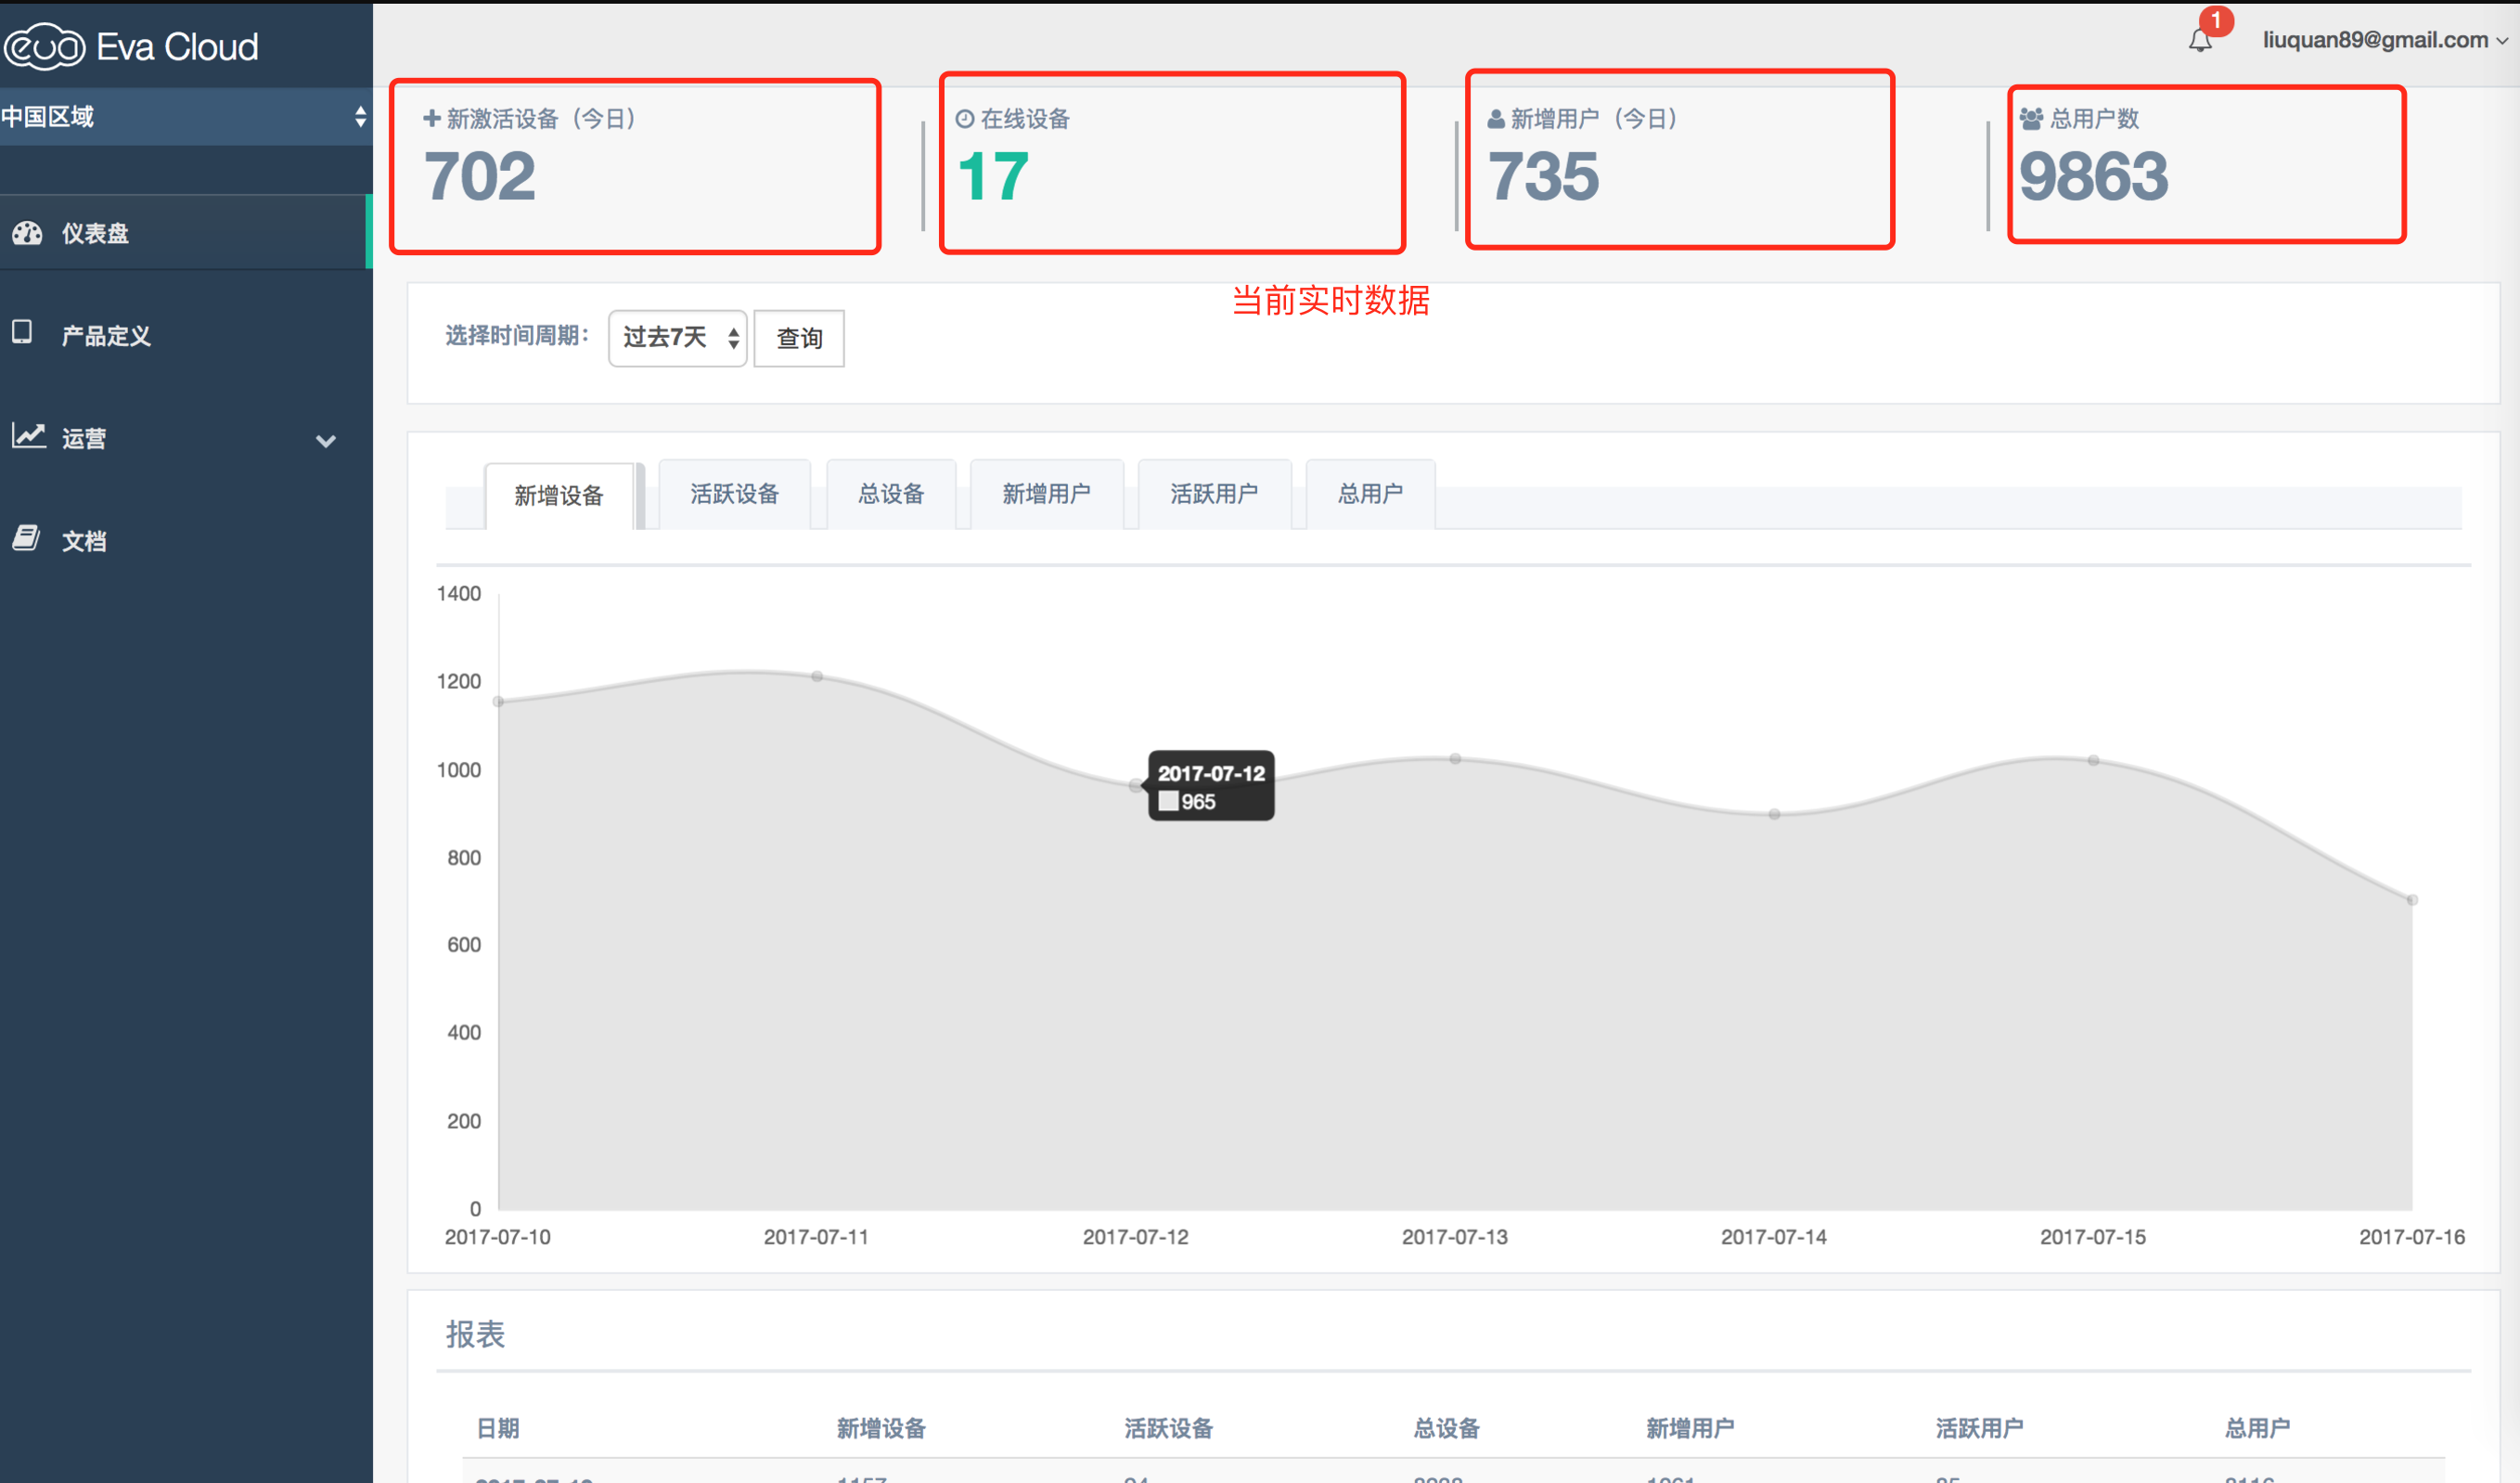 eva Eva Cloud
1
liuquan89@gmail.com
中国区域
仪表盘
产品定义
运营
文档
新激活设备（今日）
702
在线设备
17
新增用户（今日）
735
总用户数
9863
当前实时数据
选择时间周期： 过去7天 查询
新增设备 活跃设备 总设备 新增用户 活跃用户 总用户
1400
1200
1000
800
600
400
200
0
2017-07-12
965
2017-07-10 2017-07-11 2017-07-12 2017-07-13 2017-07-14 2017-07-15 2017-07-16
报表
日期 新增设备 活跃设备 总设备 新增用户 活跃用户 总用户